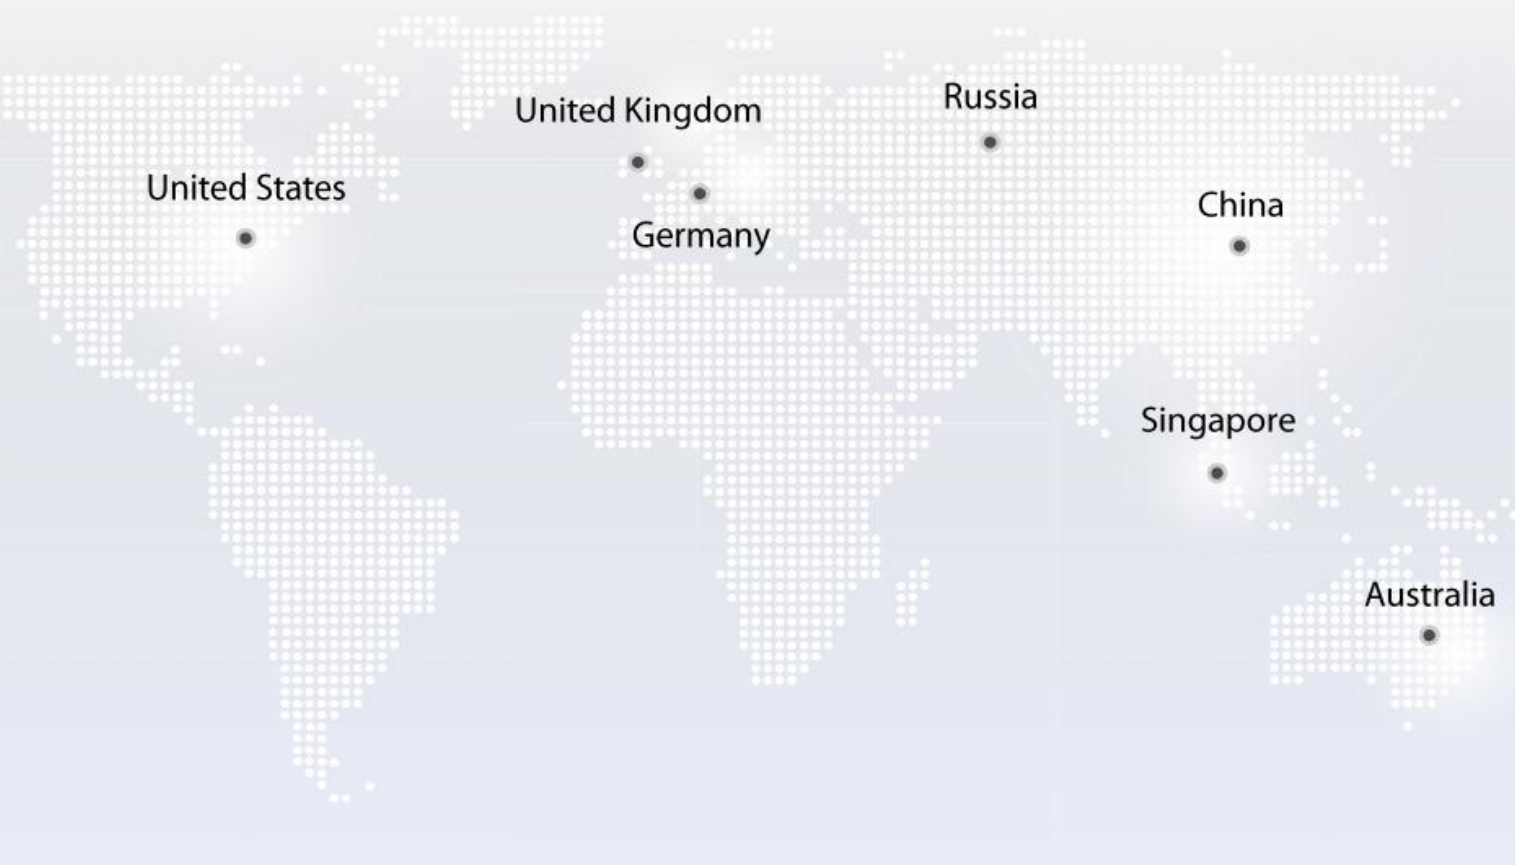 Russia
United Kingdom
United States
China
Germany
Singapore
Australia